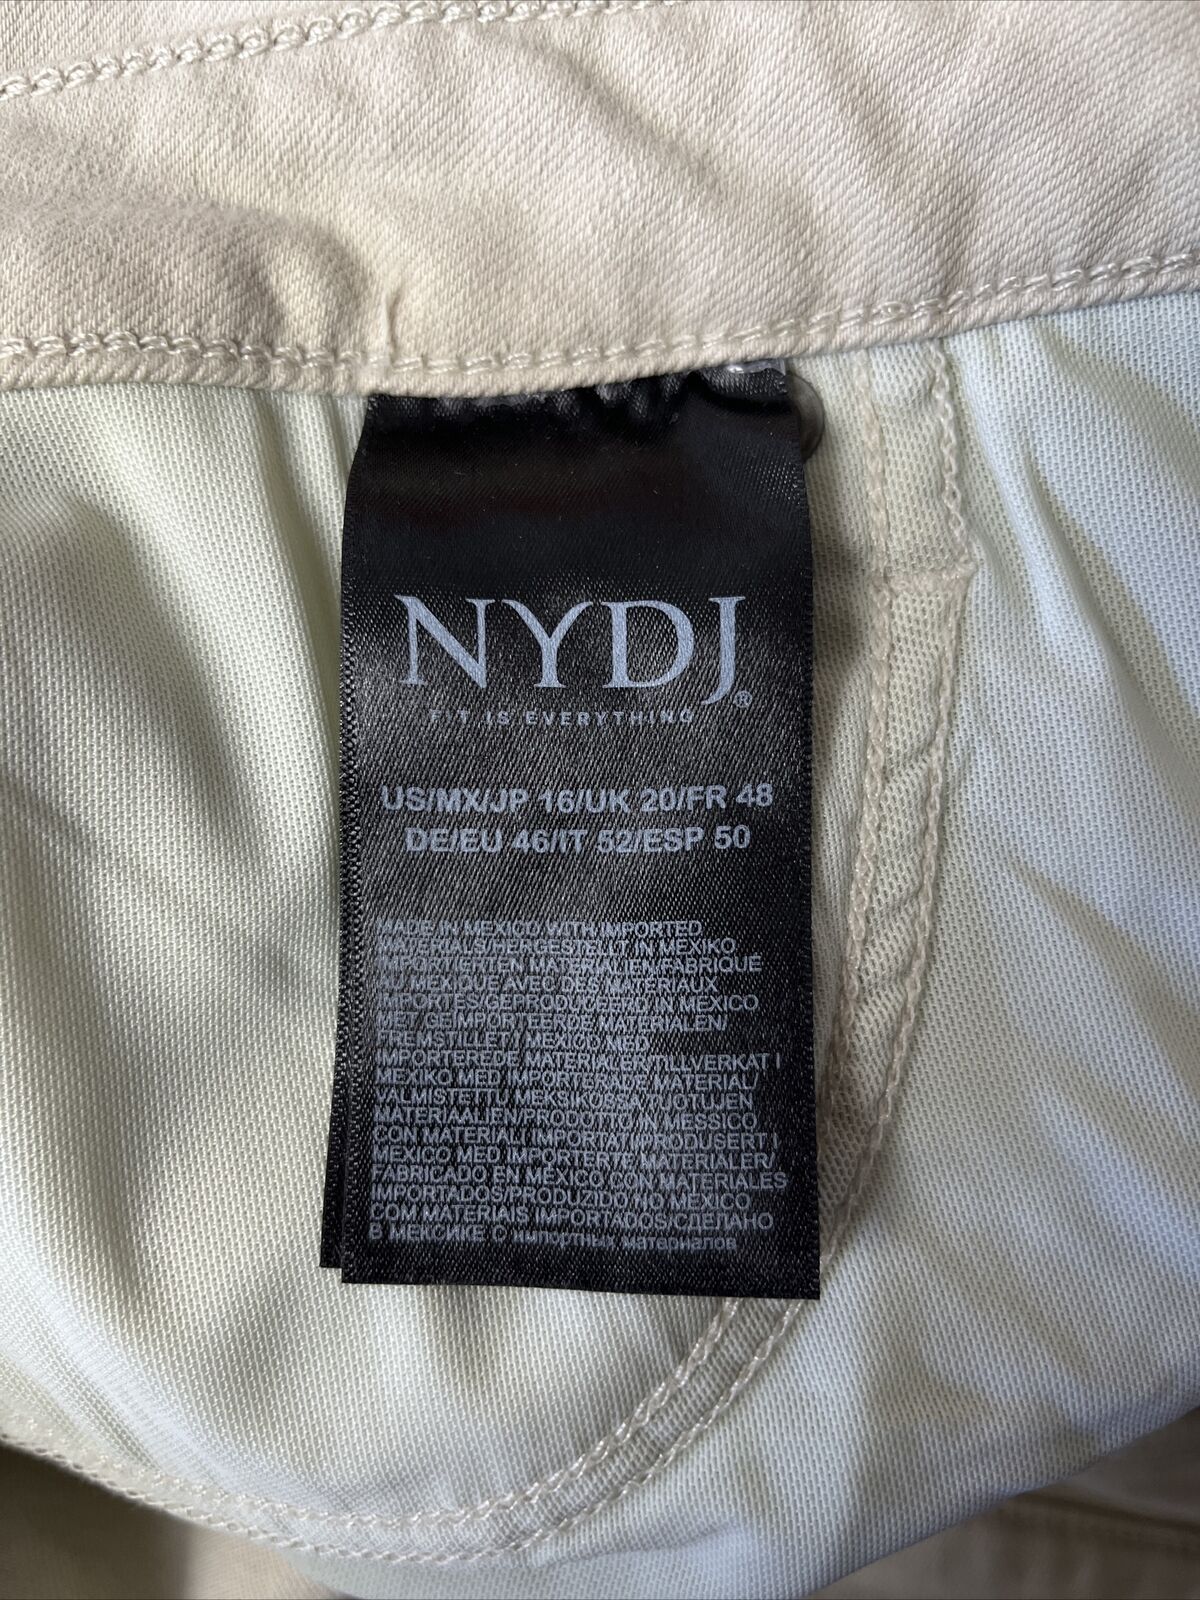 NYDJ®
FIT IS EVERYTHING
US/MX/JP 16/UK 20/FR 48
DE/EU 46/IT 52/ESP 50
MADE IN MEXICO WITH IMPORTED
MATERIALS/HERGESTELLT IN MEXIKO
IMPORTIERTEN MATERIALIEN/FABRIQUE
AU MEXIQUE AVEC DES MATERIAUX
IMPORTES/GEPRODUCEERD IN MEXICO
MET GEIMPORTEERDE MATERIALEN/
FREMSTILLET I MEXICO MED
IMPORTEREDE MATERIALER/TILLVERKAT I
MEXIKO MED IMPORTERADE MATERIAL/
VALMISTETTU MEKSIKOSSA TUOTUJEN
MATERIAALIEN/PRODOTTO IN MESSICO
CON MATERIALI IMPORTATI/PRODUSERT I
MEXICO MED IMPORTERTE MATERIALER/
FABRICADO EN MÉXICO CON MATERIALES
IMPORTADOS/PRODUZIDO NO MEXICO
COM MATERIAIS IMPORTADOS/СДЕЛАНО
В МЕКСИКЕ С импортных материалов